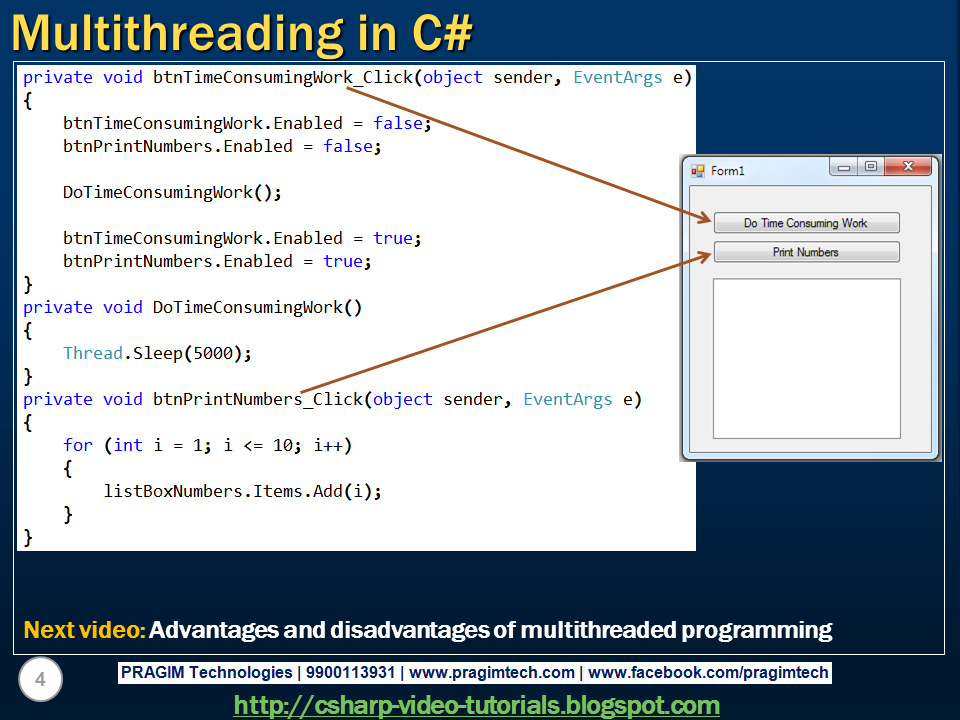 Multithreading in C#
private void btnTimeConsumingWork_Click(object sender, EventArgs e)
{
    btnTimeConsumingWork.Enabled = false;
    btnPrintNumbers.Enabled = false;

    DoTimeConsumingWork();

    btnTimeConsumingWork.Enabled = true;
    btnPrintNumbers.Enabled = true;
}
private void DoTimeConsumingWork()
{
    Thread.Sleep(5000);
}
private void btnPrintNumbers_Click(object sender, EventArgs e)
{
    for (int i = 1; i <= 10; i++)
    {
        listBoxNumbers.Items.Add(i);
    }
}
Form1
Do Time Consuming Work
Print Numbers
Next video: Advantages and disadvantages of multithreaded programming
4
PRAGIM Technologies | 9900113931 | www.pragimtech.com | www.facebook.com/pragimtech
http://csharp-video-tutorials.blogspot.com